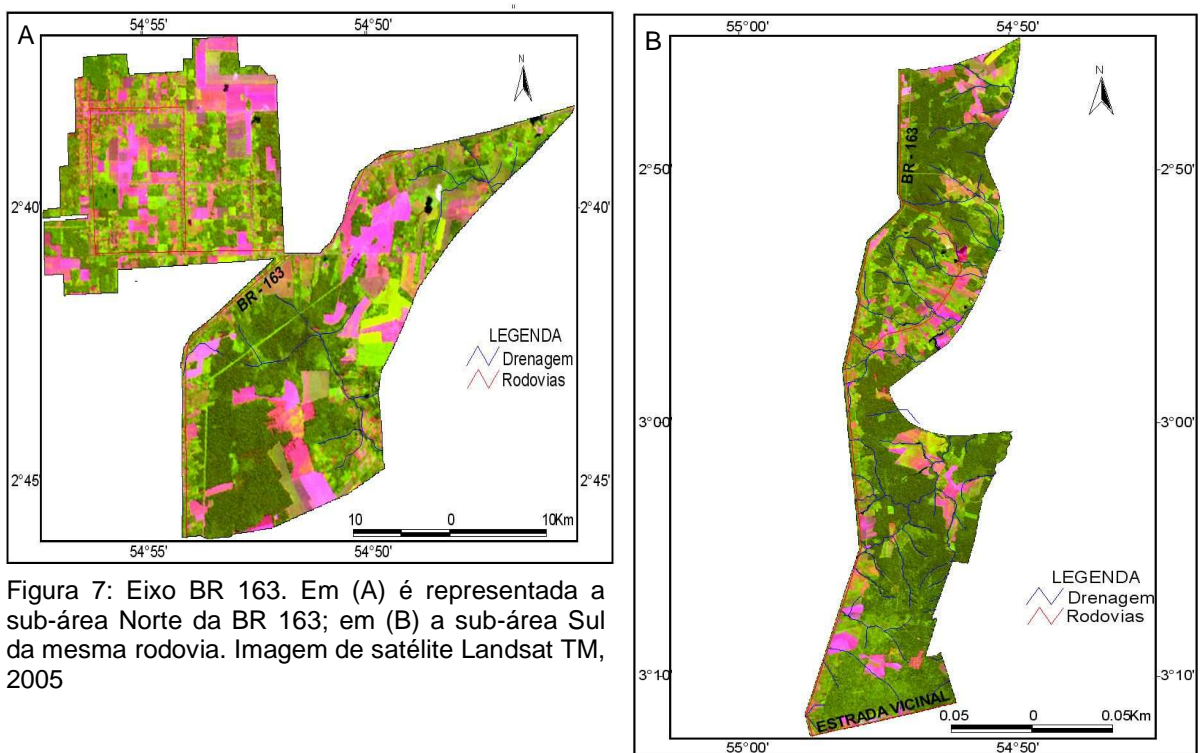 A
54°55'
54°50'
N
2°40'
2°40'
BR - 163
LEGENDA
Drenagem
Rodovias
2°45'
2°45'
10 0 10Km
54°55'
54°50'
Figura 7: Eixo BR 163. Em (A) é representada a
sub-área Norte da BR 163; em (B) a sub-área Sul
da mesma rodovia. Imagem de satélite Landsat TM,
2005
B
55°00'
54°50'
N
BR - 163
2°50'
2°50'
3°00'
3°00'
LEGENDA
Drenagem
Rodovias
3°10'
3°10'
ESTRADA VICINAL
0.05 0 0.05Km
55°00'
54°50'